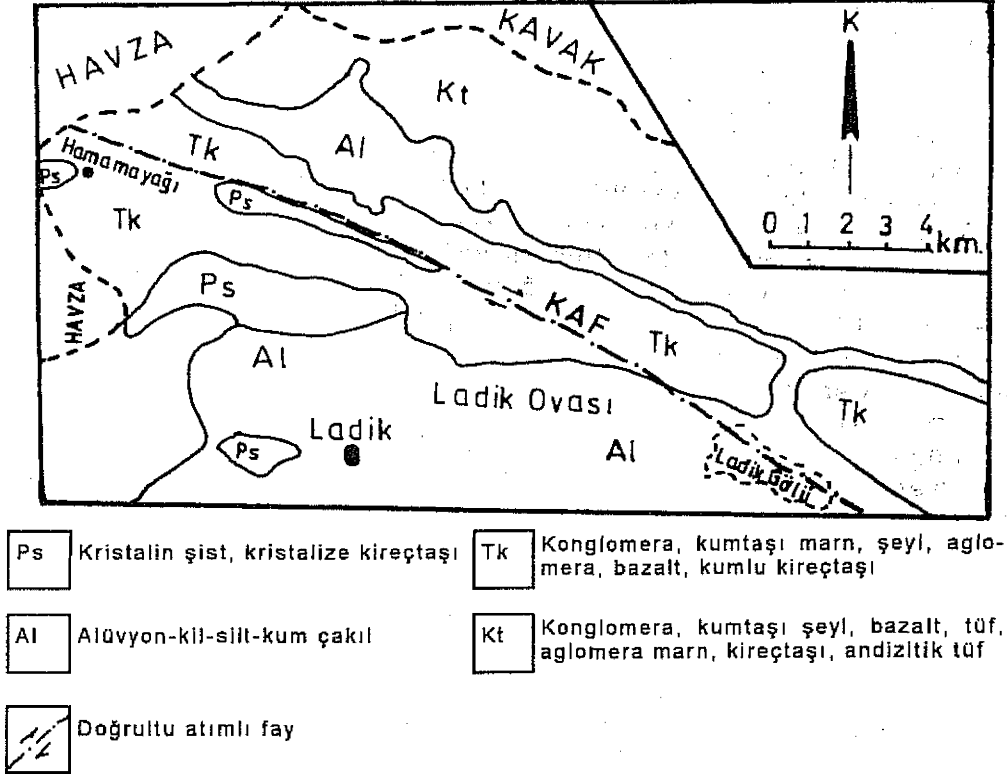 HAVZA
KAVAK
K
Kt
Tk
Al
0 1 2 3 4 km.
Hamamayağı
Ps
Ps
Tk
HAVZA
Ps
KAF
Tk
Al
Ladik Ovası
Tk
Ladik
Ps
Al
Ladik Gölü
Ps Kristalin şist, kristalize kireçtaşı
Tk Konglomera, kumtaşı marn, şeyl, aglo-
mera, bazalt, kumlu kireçtaşı
Al Alüvyon-kil-silt-kum çakıl
Kt Konglomera, kumtaşı şeyl, bazalt, tüf,
aglomera marn, kireçtaşı, andizitik tüf
Doğrultu atımlı fay